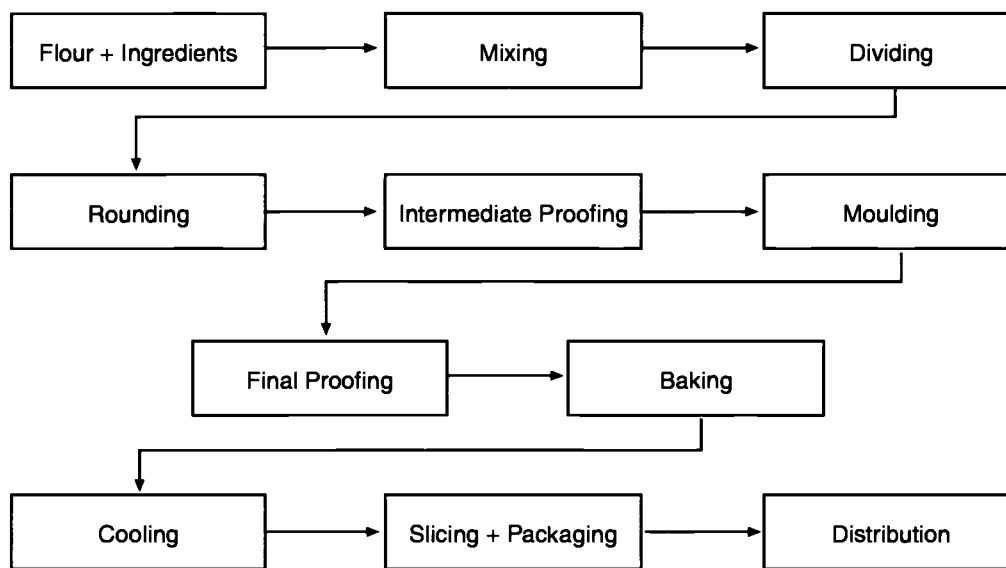 Flour + Ingredients
Mixing
Dividing
Rounding
Intermediate Proofing
Moulding
Final Proofing
Baking
Cooling
Slicing + Packaging
Distribution